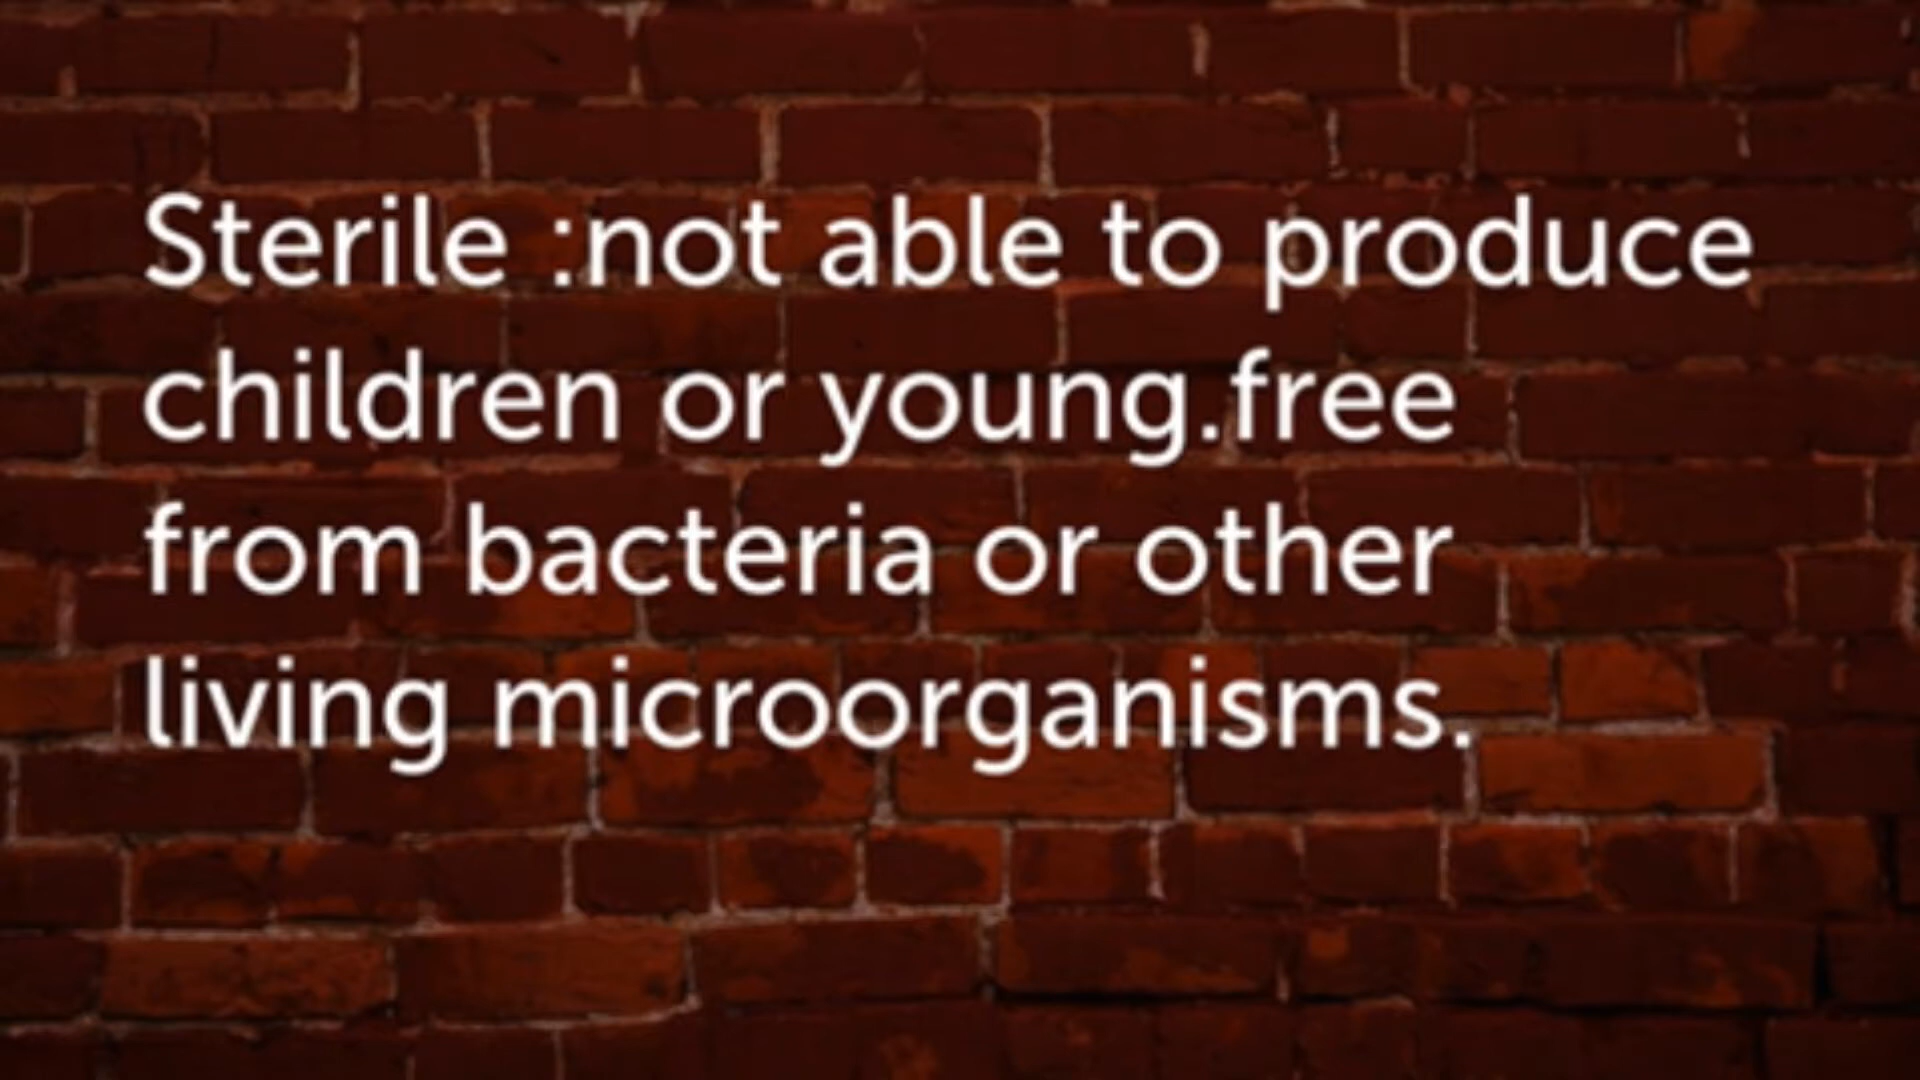 Sterile :not able to produce
children or young.free
from bacteria or other
living microorganisms.